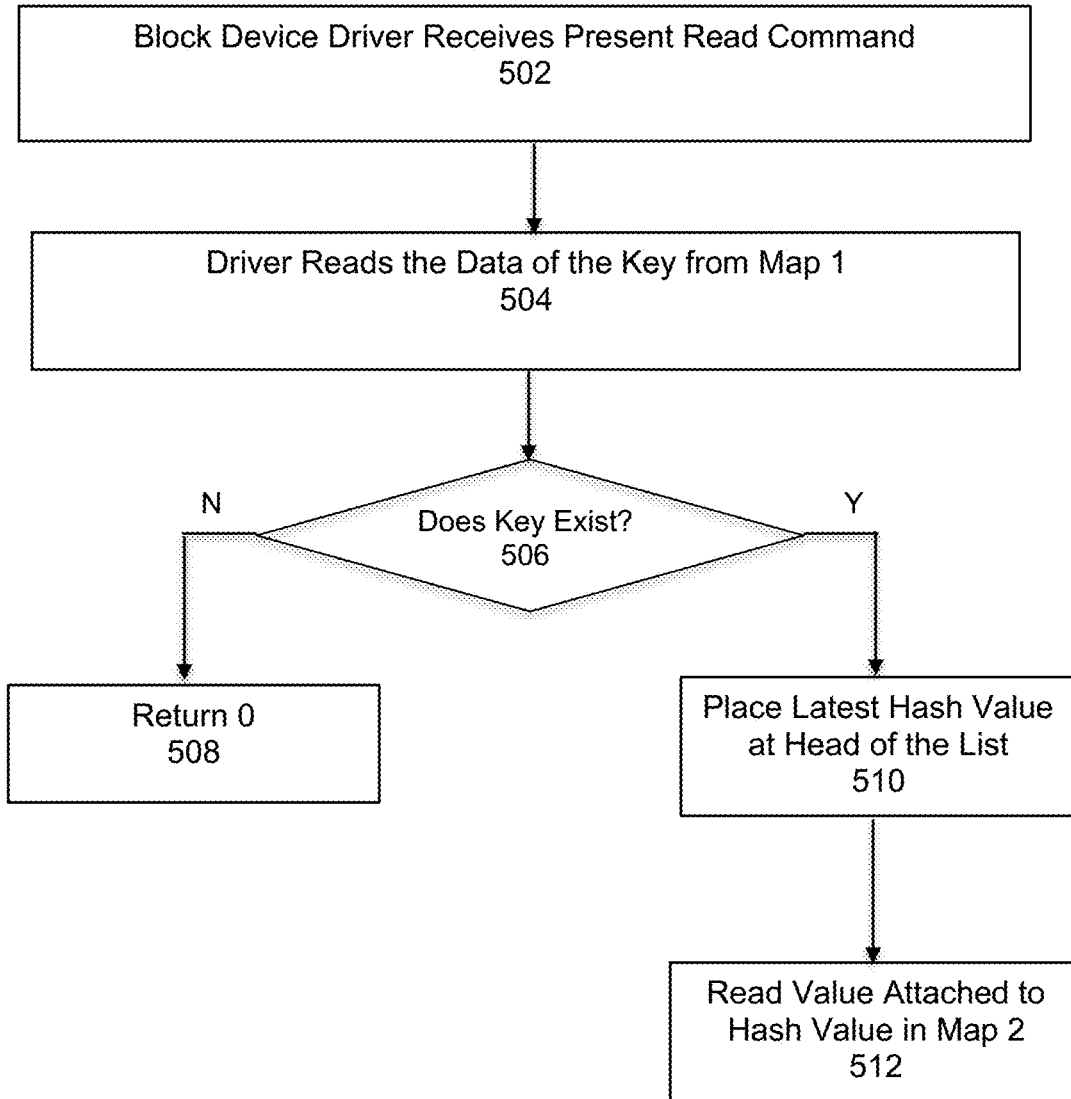 Block Device Driver Receives Present Read Command
502
Driver Reads the Data of the Key from Map 1
504
N
Y
Does Key Exist?
506
Return 0
508
Place Latest Hash Value
at Head of the List
510
Read Value Attached to
Hash Value in Map 2
512